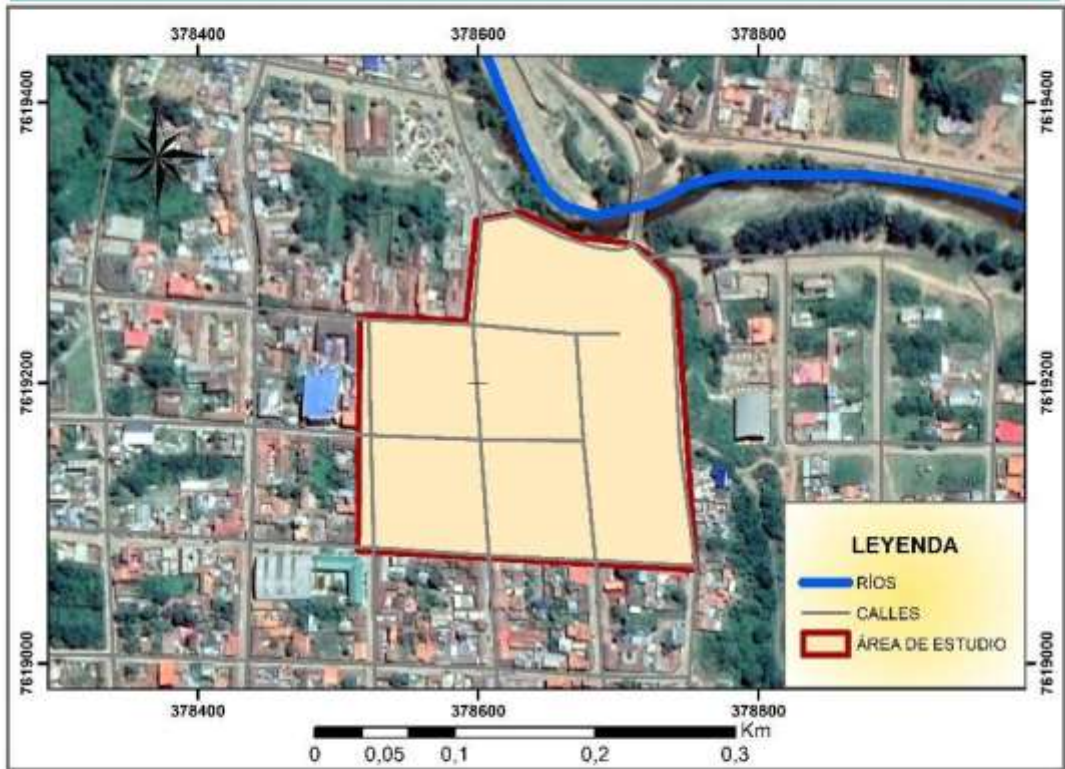 378400 378600 378800
7619400 7619400
7619200 7619200
7619000 7619000
LEYENDA
RÍOS
CALLES
ÁREA DE ESTUDIO
378400 378600 378800
Km
0 0,05 0,1 0,2 0,3